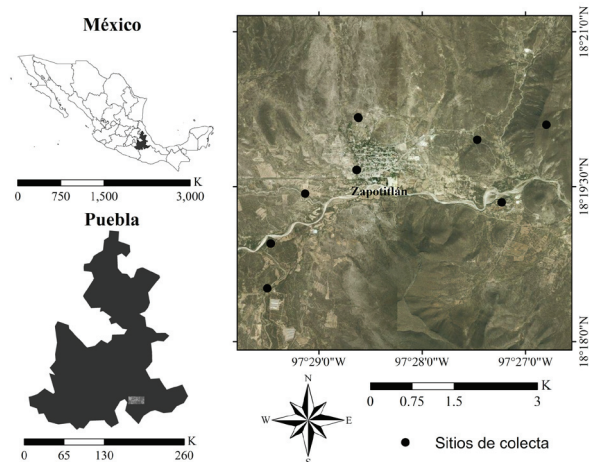 México
K
0 750 1,500 3,000
Puebla
K
0 65 130 260
Zapotitlán
18°21'0"N
18°19'3"N
18°18'0"N
97°29'0"W 97°28'0"W 97°27'0"W
N
W E
S
K
0 0.75 1.5 3
Sitios de colecta